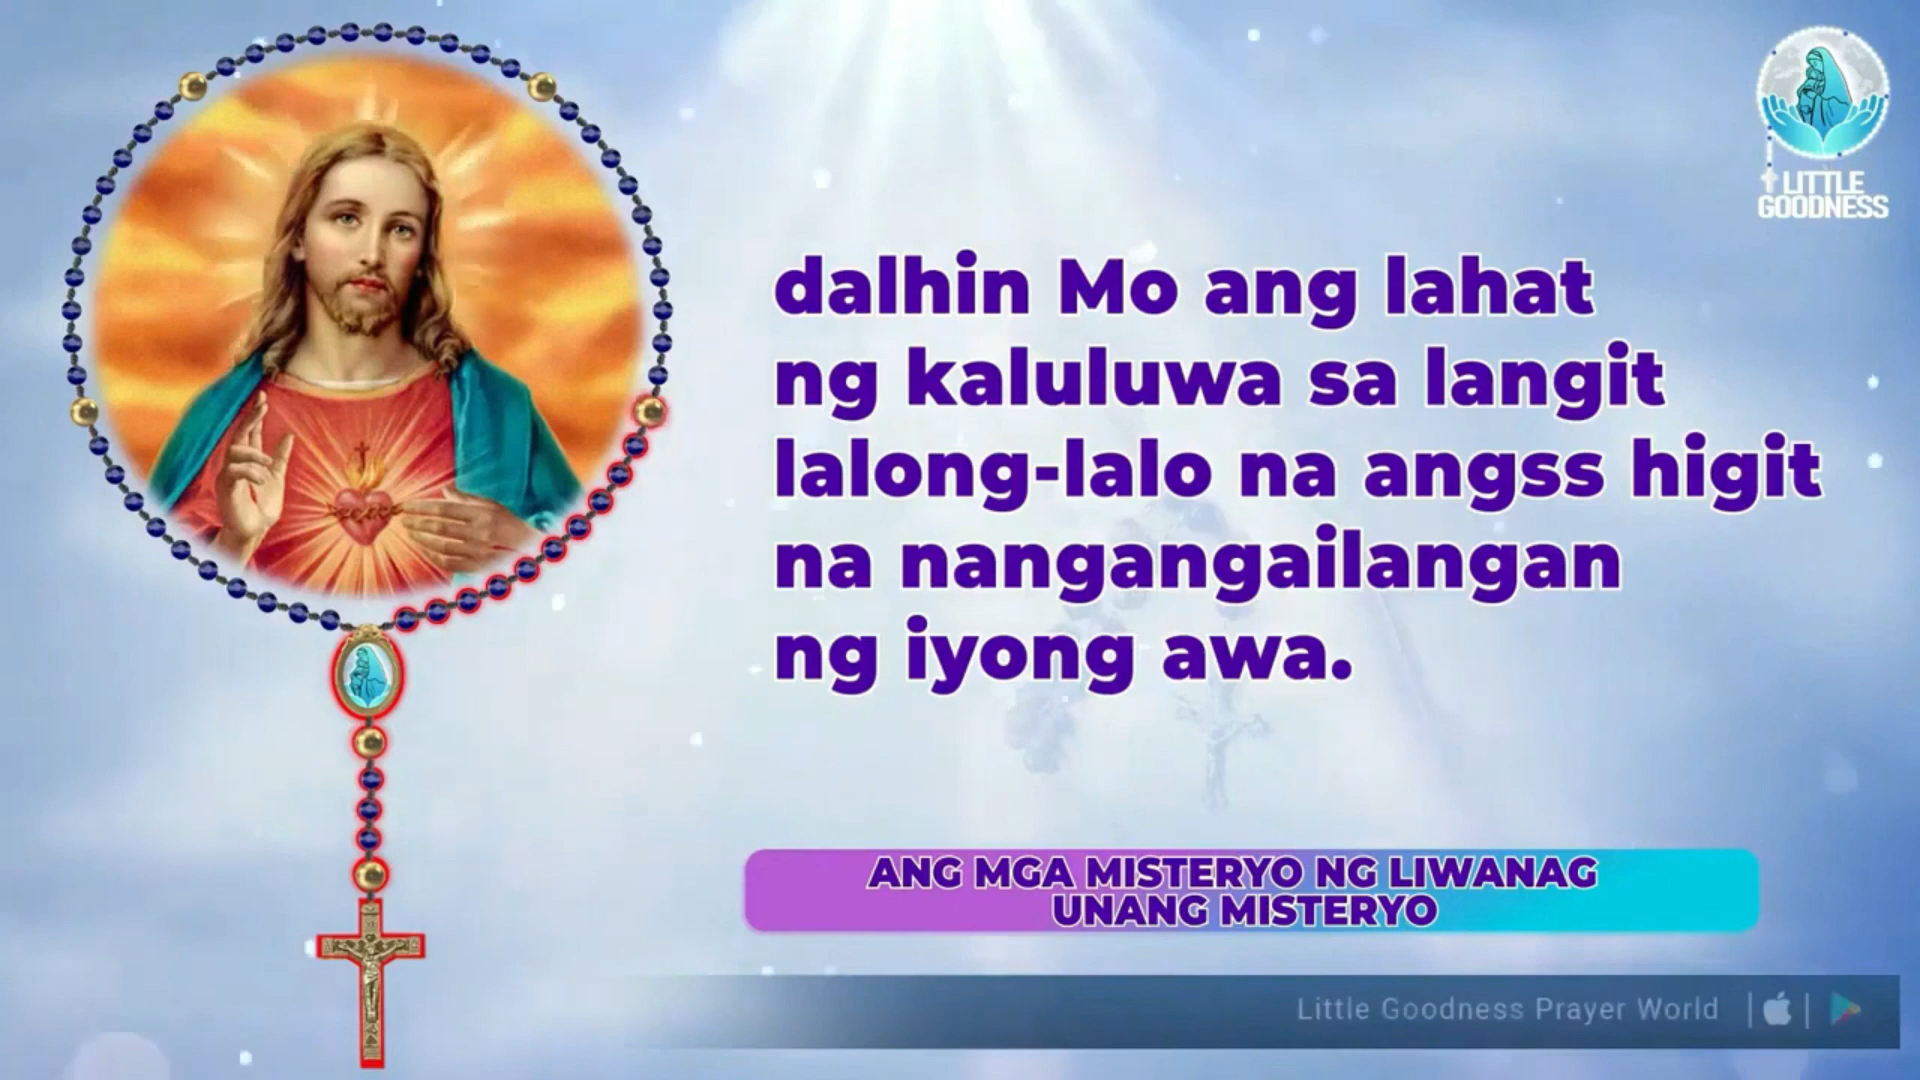 LITTLE
GOODNESS
dalhin Mo ang lahat
ng kaluluwa sa langit
lalong-lalo na angss higit
na nangangailangan
ng iyong awa.
ANG MGA MISTERYO NG LIWANAG
UNANG MISTERYO
Little Goodness Prayer World